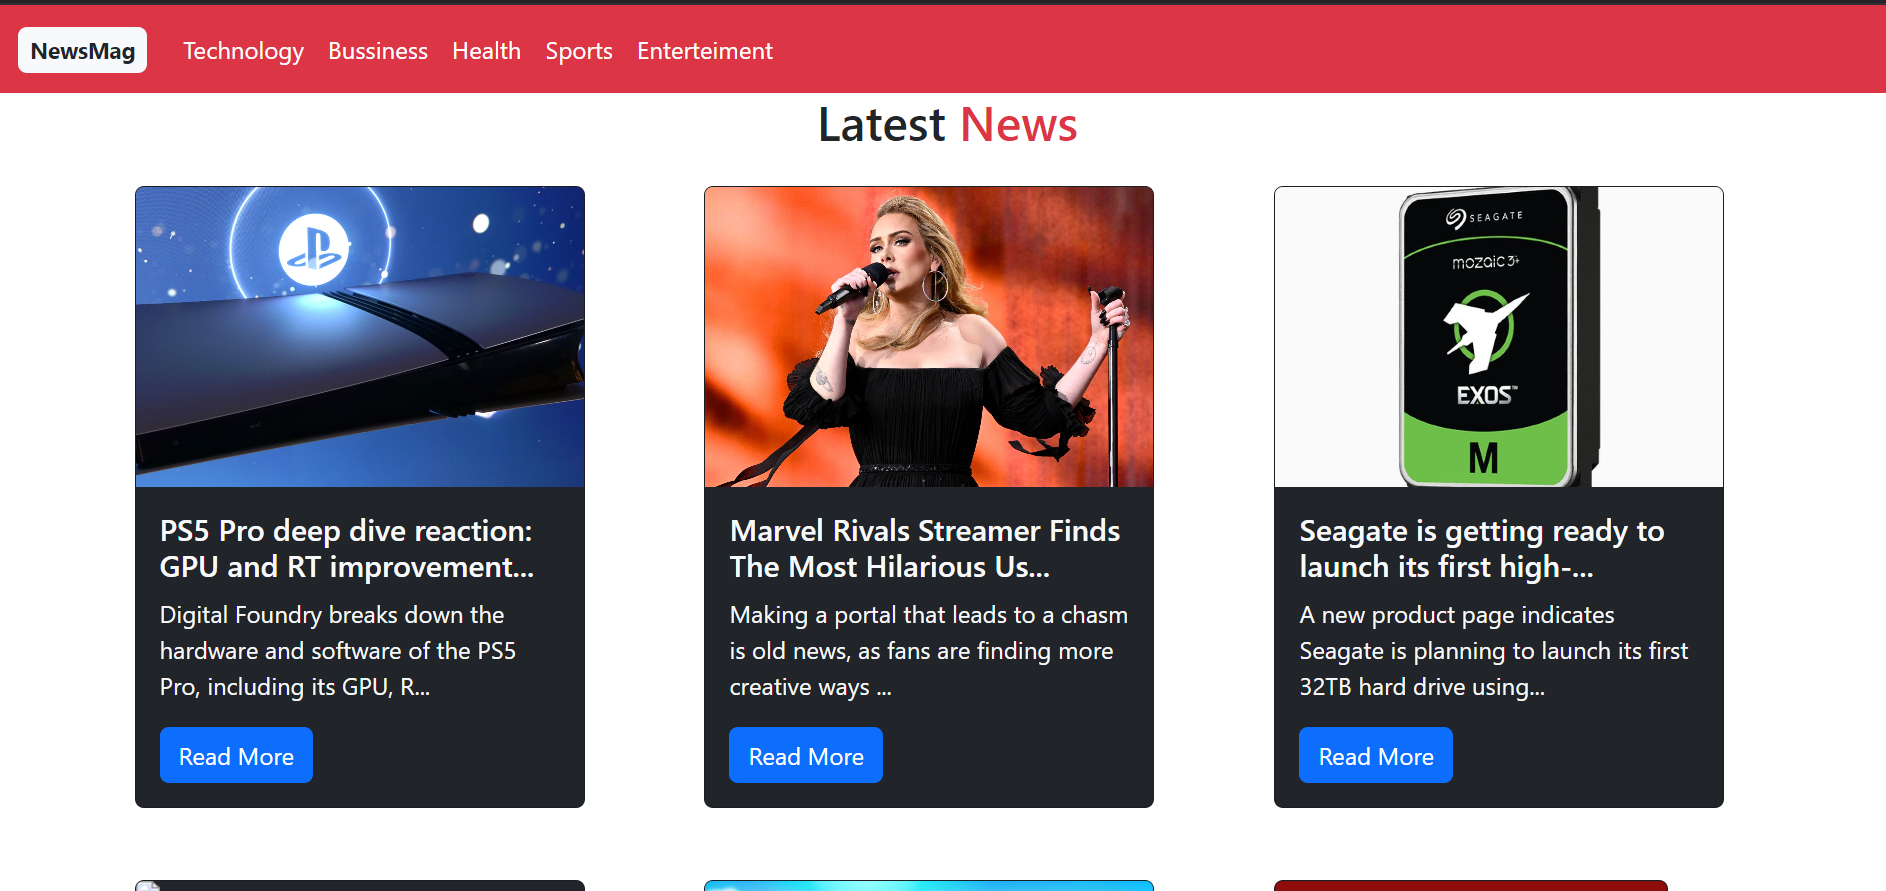 NewsMag Technology Bussiness Health Sports Enterteiment
Latest News
SEAGATE
mozaic 3+
EXOS™
M
PS5 Pro deep dive reaction:
GPU and RT improvement...
Digital Foundry breaks down the
hardware and software of the PS5
Pro, including its GPU, R...
Read More
Marvel Rivals Streamer Finds
The Most Hilarious Us...
Making a portal that leads to a chasm
is old news, as fans are finding more
creative ways ...
Read More
Seagate is getting ready to
launch its first high-...
A new product page indicates
Seagate is planning to launch its first
32TB hard drive using...
Read More